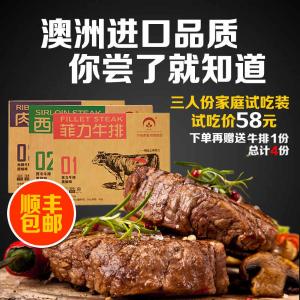 澳洲进口品质
你尝了就知道
三人份家庭试吃装
试吃价58元
下单再赠送牛排1份
总计4份
RIB
肉
SIRLOIN STEAK
西
FILLET STEAK
菲力牛排
02
01
顺丰
包邮